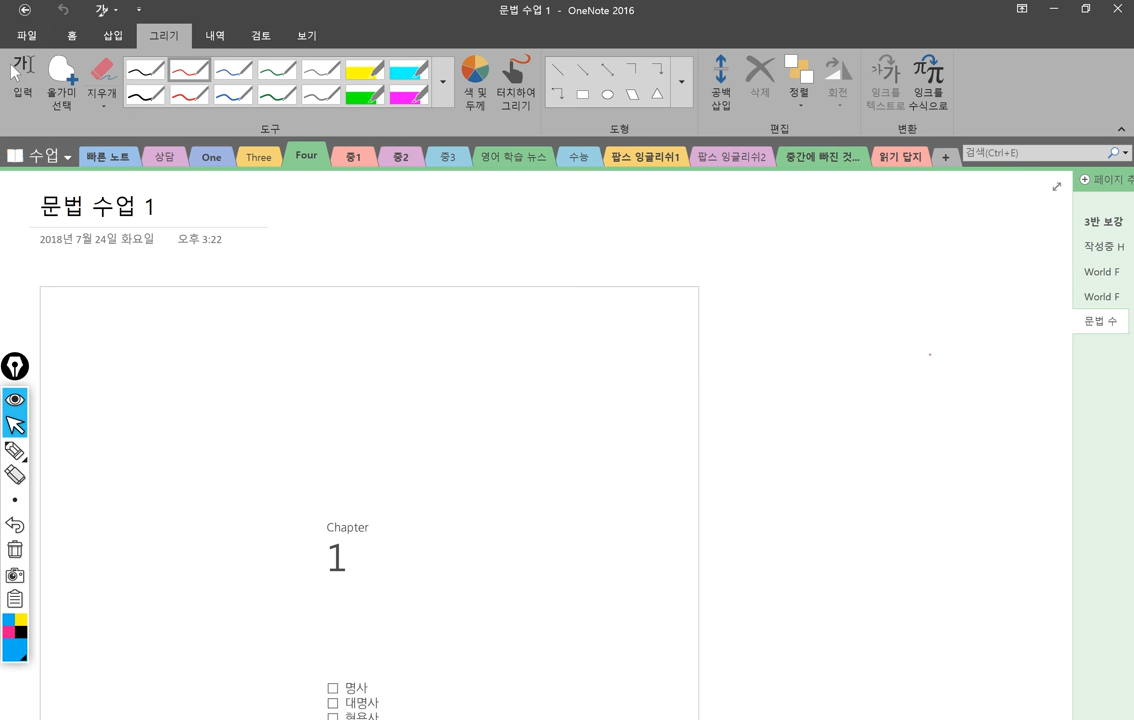 문법 수업 1 - OneNote 2016
파일 홈 삽입 그리기 내역 검토 보기
입력 올가미 선택 지우개 색 및 두께 터치하여 그리기 공백 삽입 삭제 정렬 회전 잉크를 텍스트로 잉크를 수식으로
도구 도형 편집 변환
수업 빠른 노트 상담 One Three Four 중1 중2 중3 영어 학습 뉴스 수능 팝스 잉글리쉬1 팝스 잉글리쉬2 중간에 빠진 것... 읽기 답지 + 검색(Ctrl+E)
페이지 추
문법 수업 1
3반 보강
2018년 7월 24일 화요일 오후 3:22
작성중 H
World F
World F
문법 수
Chapter
1
명사
대명사
형용사